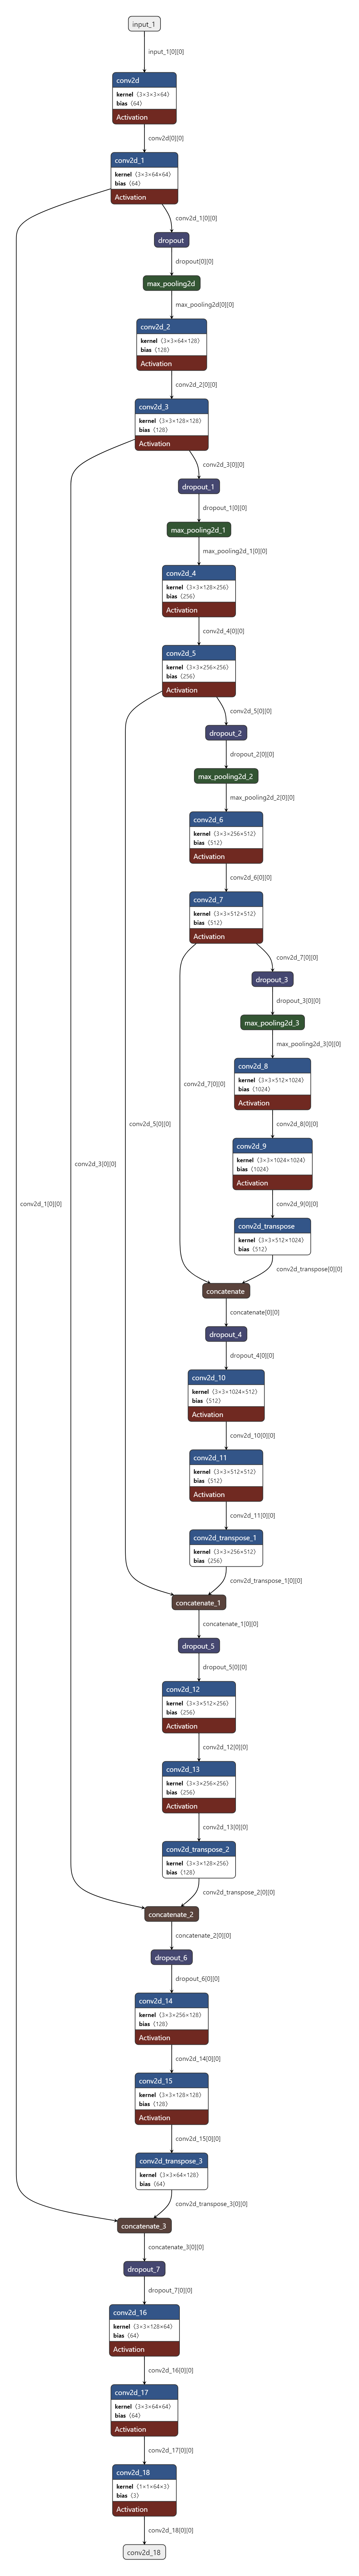 input_1
input_1[0][0]
conv2d
kernel ⟨3×3×3×64⟩
bias ⟨64⟩
Activation
conv2d[0][0]
conv2d_1
kernel ⟨3×3×64×64⟩
bias ⟨64⟩
Activation
conv2d_1[0][0]
dropout
dropout[0][0]
max_pooling2d
max_pooling2d[0][0]
conv2d_2
kernel ⟨3×3×64×128⟩
bias ⟨128⟩
Activation
conv2d_2[0][0]
conv2d_3
kernel ⟨3×3×128×128⟩
bias ⟨128⟩
Activation
conv2d_3[0][0]
dropout_1
dropout_1[0][0]
max_pooling2d_1
max_pooling2d_1[0][0]
conv2d_4
kernel ⟨3×3×128×256⟩
bias ⟨256⟩
Activation
conv2d_4[0][0]
conv2d_5
kernel ⟨3×3×256×256⟩
bias ⟨256⟩
Activation
conv2d_5[0][0]
dropout_2
dropout_2[0][0]
max_pooling2d_2
max_pooling2d_2[0][0]
conv2d_6
kernel ⟨3×3×256×512⟩
bias ⟨512⟩
Activation
conv2d_6[0][0]
conv2d_7
kernel ⟨3×3×512×512⟩
bias ⟨512⟩
Activation
conv2d_7[0][0]
dropout_3
dropout_3[0][0]
max_pooling2d_3
max_pooling2d_3[0][0]
conv2d_8
kernel ⟨3×3×512×1024⟩
bias ⟨1024⟩
Activation
conv2d_7[0][0]
conv2d_8[0][0]
conv2d_5[0][0]
conv2d_9
kernel ⟨3×3×1024×1024⟩
bias ⟨1024⟩
Activation
conv2d_3[0][0]
conv2d_9[0][0]
conv2d_1[0][0]
conv2d_transpose
kernel ⟨3×3×512×1024⟩
bias ⟨512⟩
conv2d_transpose[0][0]
concatenate
concatenate[0][0]
dropout_4
dropout_4[0][0]
conv2d_10
kernel ⟨3×3×1024×512⟩
bias ⟨512⟩
Activation
conv2d_10[0][0]
conv2d_11
kernel ⟨3×3×512×512⟩
bias ⟨512⟩
Activation
conv2d_11[0][0]
conv2d_transpose_1
kernel ⟨3×3×256×512⟩
bias ⟨256⟩
conv2d_transpose_1[0][0]
concatenate_1
concatenate_1[0][0]
dropout_5
dropout_5[0][0]
conv2d_12
kernel ⟨3×3×512×256⟩
bias ⟨256⟩
Activation
conv2d_12[0][0]
conv2d_13
kernel ⟨3×3×256×256⟩
bias ⟨256⟩
Activation
conv2d_13[0][0]
conv2d_transpose_2
kernel ⟨3×3×128×256⟩
bias ⟨128⟩
conv2d_transpose_2[0][0]
concatenate_2
concatenate_2[0][0]
dropout_6
dropout_6[0][0]
conv2d_14
kernel ⟨3×3×256×128⟩
bias ⟨128⟩
Activation
conv2d_14[0][0]
conv2d_15
kernel ⟨3×3×128×128⟩
bias ⟨128⟩
Activation
conv2d_15[0][0]
conv2d_transpose_3
kernel ⟨3×3×64×128⟩
bias ⟨64⟩
conv2d_transpose_3[0][0]
concatenate_3
concatenate_3[0][0]
dropout_7
dropout_7[0][0]
conv2d_16
kernel ⟨3×3×128×64⟩
bias ⟨64⟩
Activation
conv2d_16[0][0]
conv2d_17
kernel ⟨3×3×64×64⟩
bias ⟨64⟩
Activation
conv2d_17[0][0]
conv2d_18
kernel ⟨1×1×64×3⟩
bias ⟨3⟩
Activation
conv2d_18[0][0]
conv2d_18